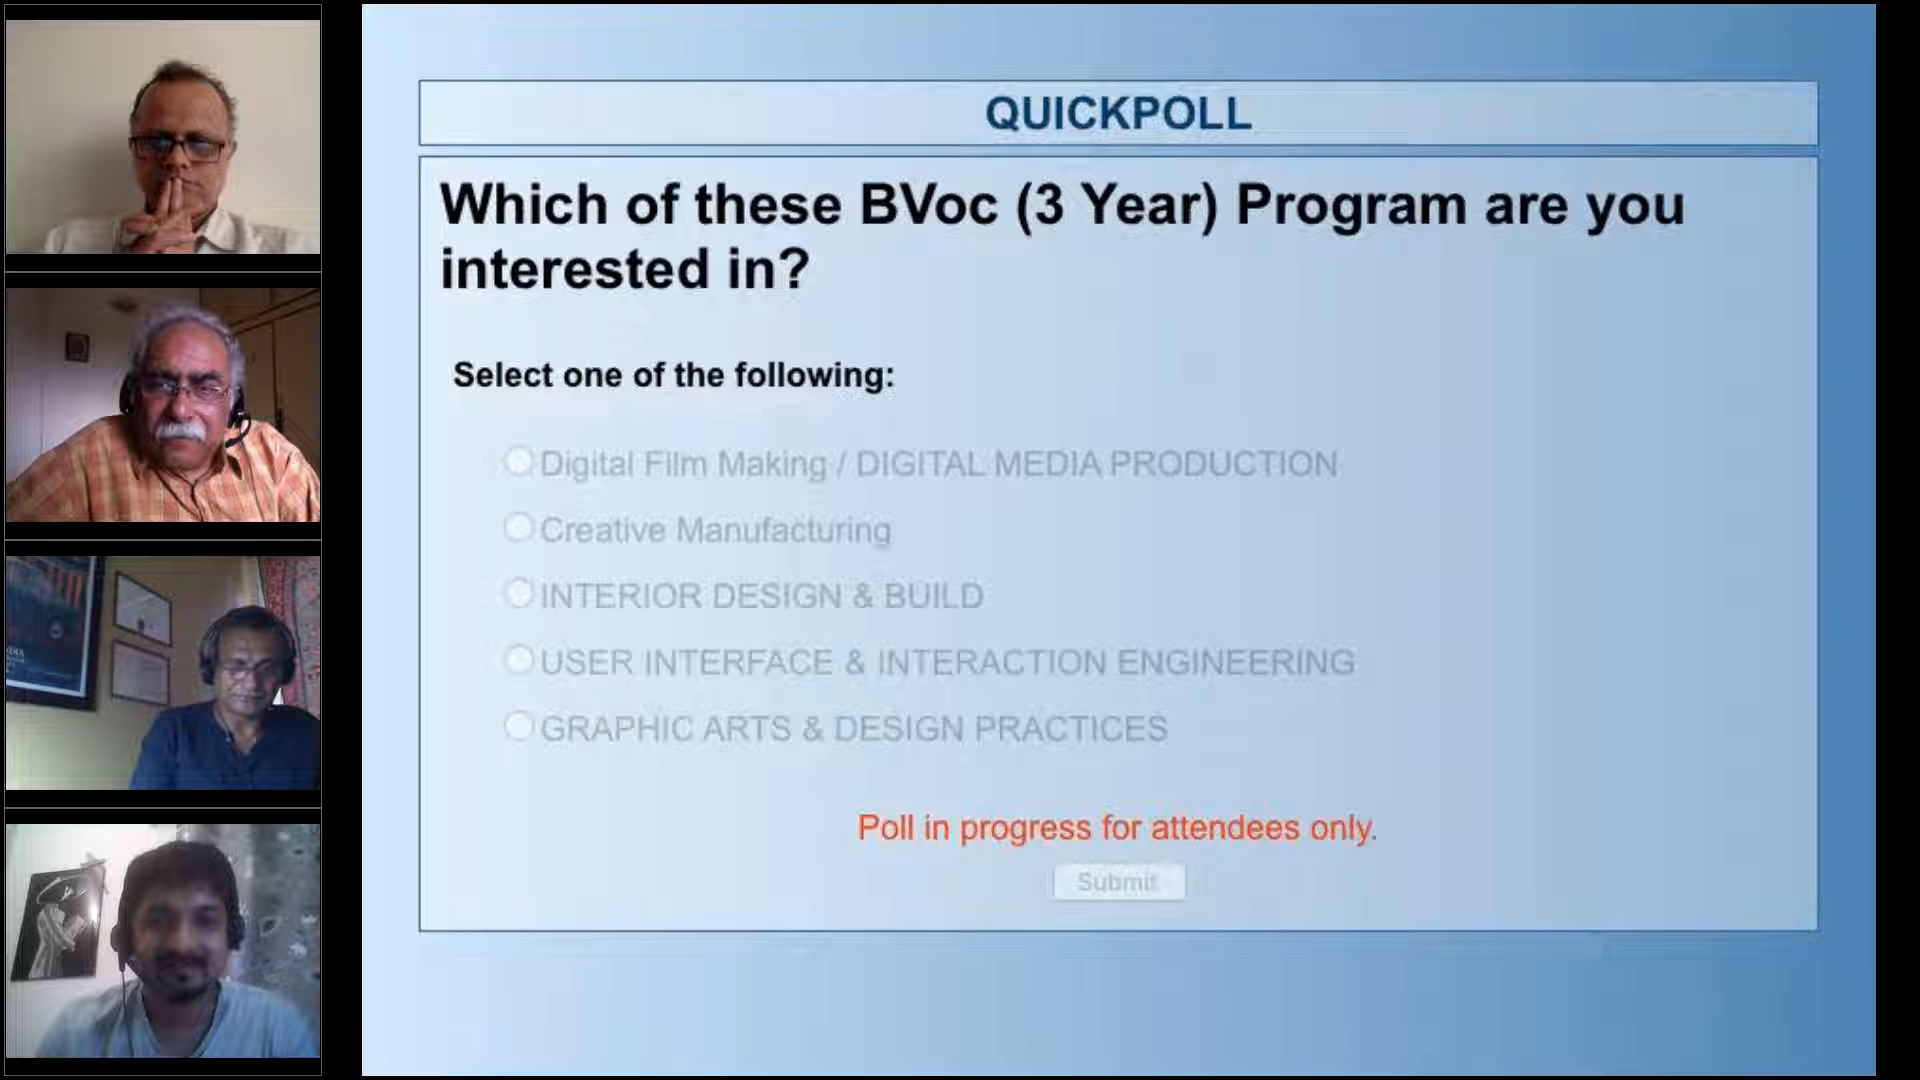 QUICKPOLL
Which of these BVoc (3 Year) Program are you
interested in?
Select one of the following:
Digital Film Making / DIGITAL MEDIA PRODUCTION
Creative Manufacturing
INTERIOR DESIGN & BUILD
USER INTERFACE & INTERACTION ENGINEERING
GRAPHIC ARTS & DESIGN PRACTICES
Poll in progress for attendees only.
Submit